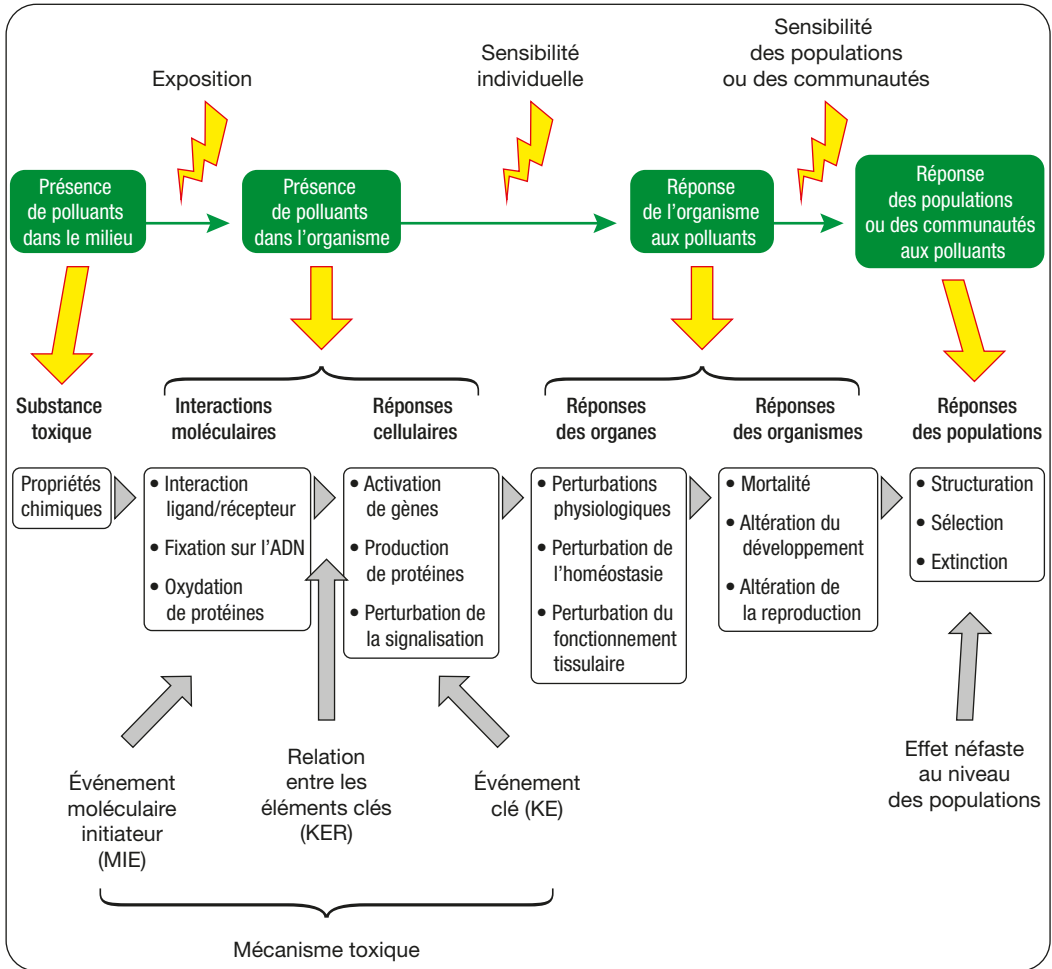 Exposition
Sensibilité
individuelle
Sensibilité
des populations
ou des communautés
Présence
de polluants
dans le milieu
Présence
de polluants
dans l'organisme
Réponse
de l'organisme
aux polluants
Réponse
des populations
ou des communautés
aux polluants
Substance
toxique
Interactions
moléculaires
Réponses
cellulaires
Réponses
des organes
Réponses
des organismes
Réponses
des populations
Propriétés
chimiques
• Interaction
ligand/récepteur
• Fixation sur l'ADN
• Oxydation
de protéines
• Activation
de gènes
• Production
de protéines
• Perturbation de
la signalisation
• Perturbations
physiologiques
• Perturbation de
l'homéostasie
• Perturbation du
fonctionnement
tissulaire
• Mortalité
• Altération du
développement
• Altération de
la reproduction
• Structuration
• Sélection
• Extinction
Événement
moléculaire
initiateur
(MIE)
Relation
entre les
éléments clés
(KER)
Événement
clé (KE)
Effet néfaste
au niveau
des populations
Mécanisme toxique